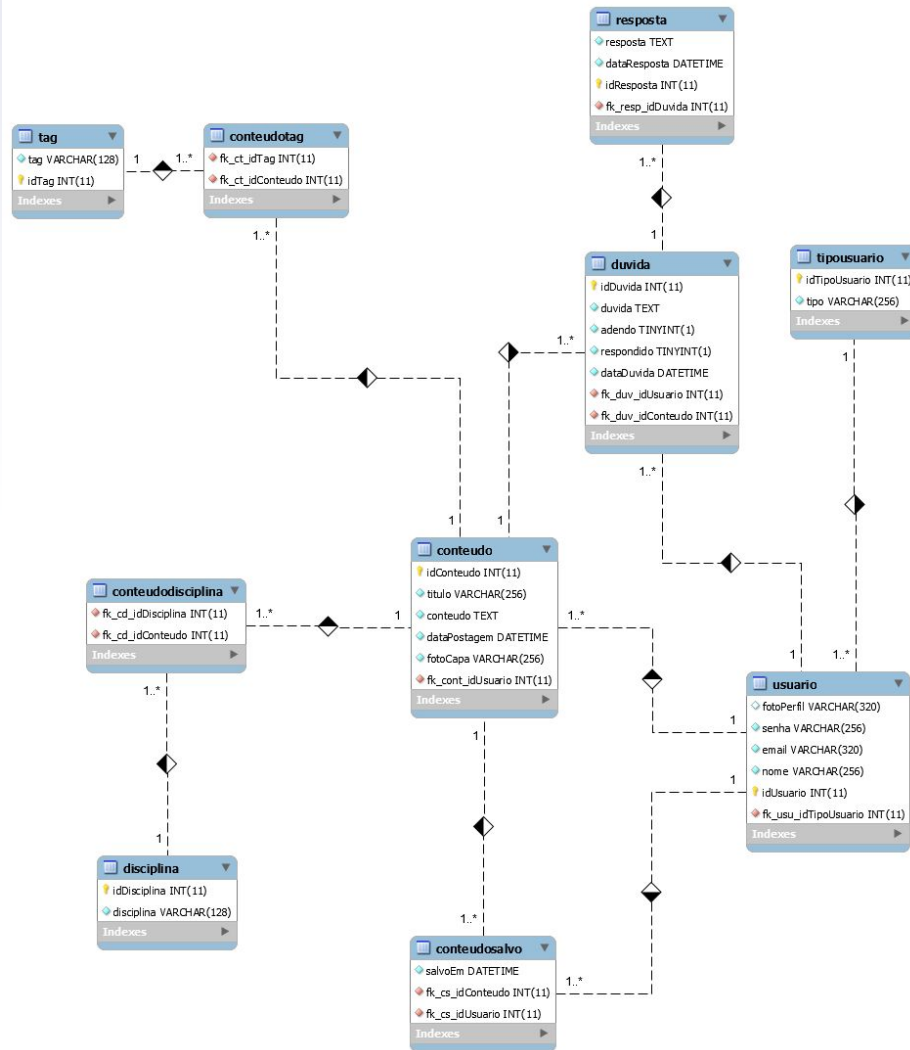 resposta
resposta TEXT
dataResposta DATETIME
idResposta INT(11)
fk_resp_idDuvida INT(11)
Indexes
1..*
1
tag
tag VARCHAR(128)
idTag INT(11)
Indexes
1
1..*
conteudotag
fk_ct_idTag INT(11)
fk_ct_idConteudo INT(11)
Indexes
1..*
1
duvida
idDuvida INT(11)
duvida TEXT
adendo TINYINT(1)
respondido TINYINT(1)
dataDuvida DATETIME
fk_duv_idUsuario INT(11)
fk_duv_idConteudo INT(11)
Indexes
1..*
1
1..*
1
tipousuario
idTipoUsuario INT(11)
tipo VARCHAR(256)
Indexes
1
1..*
conteudo
idConteudo INT(11)
titulo VARCHAR(256)
conteudo TEXT
dataPostagem DATETIME
fotoCapa VARCHAR(256)
fk_cont_idUsuario INT(11)
Indexes
1..*
1
conteudodisciplina
fk_cd_idDisciplina INT(11)
fk_cd_idConteudo INT(11)
Indexes
1..*
1
1..*
1
usuario
fotoPerfil VARCHAR(320)
senha VARCHAR(256)
email VARCHAR(320)
nome VARCHAR(256)
idUsuario INT(11)
fk_usu_idTipoUsuario INT(11)
Indexes
disciplina
idDisciplina INT(11)
disciplina VARCHAR(128)
Indexes
1
1..*
conteudosalvo
salvoEm DATETIME
fk_cs_idConteudo INT(11)
fk_cs_idUsuario INT(11)
Indexes
1..*
1